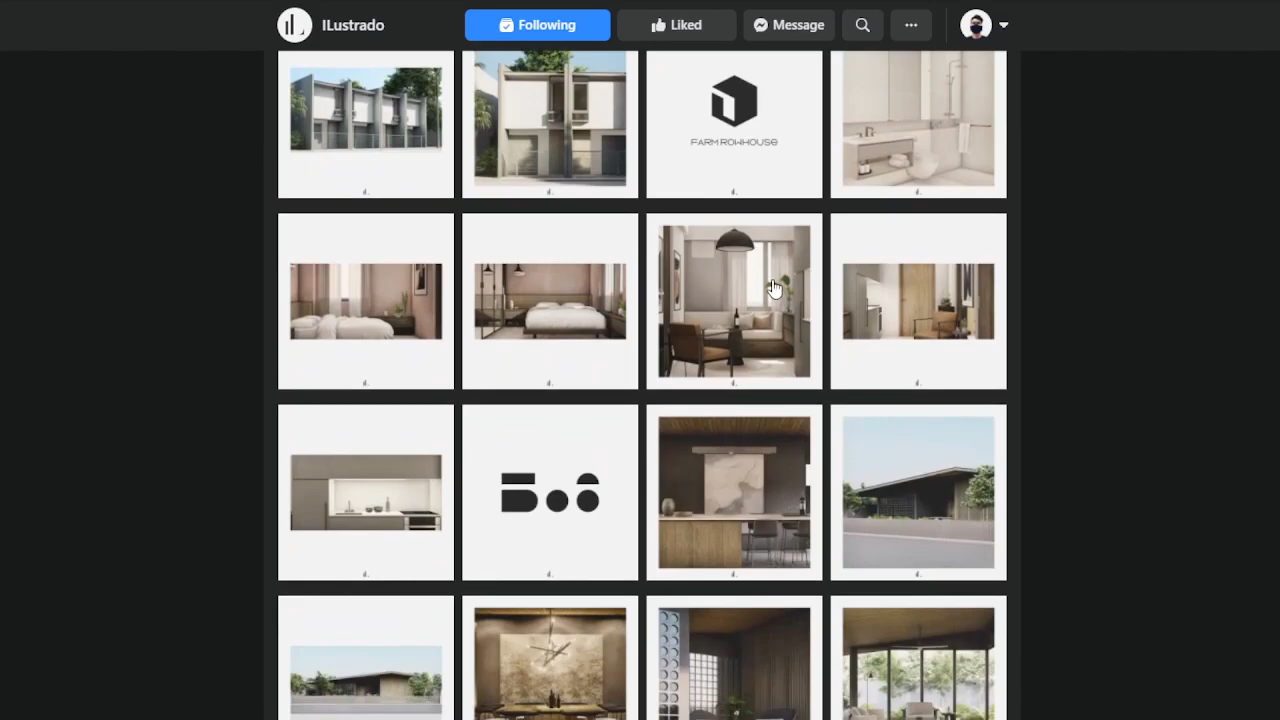 ILustrado
Following
Liked
Message
FARM ROWHOUSE